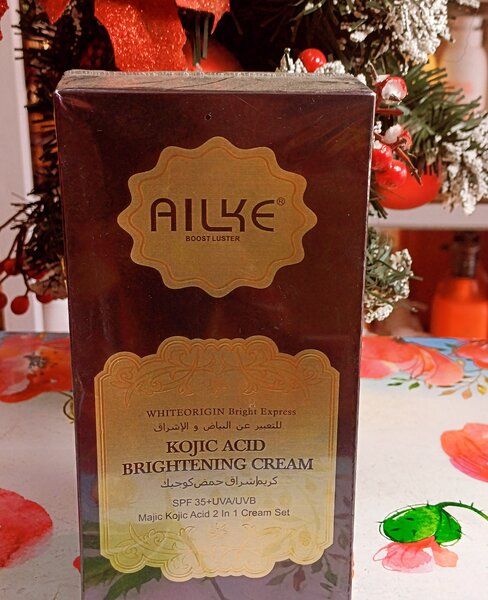 AILKE®
BOOST LUSTER
WHITEORIGIN Bright Express
للتعبير عن البياض و الإشراق
KOJIC ACID
BRIGHTENING CREAM
كريم إشراق حمض كوجيك
SPF 35+UVA/UVB
Majic Kojic Acid 2 In 1 Cream Set